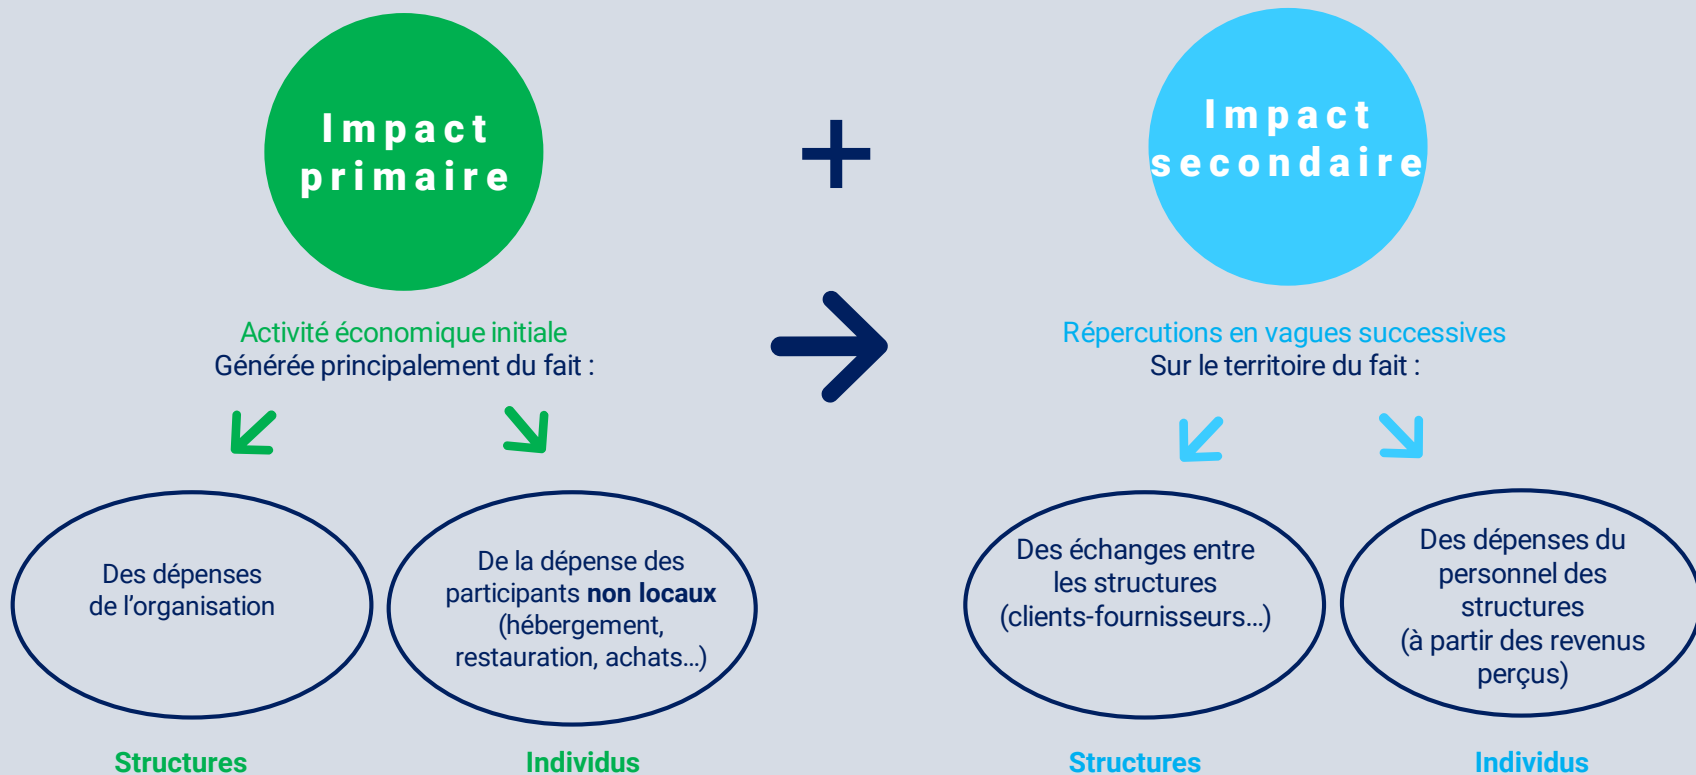 Impact
primaire
+
Impact
secondaire
Activité économique initiale
Générée principalement du fait :
Répercutions en vagues successives
Sur le territoire du fait :
Des dépenses
de l’organisation
De la dépense des
participants non locaux
(hébergement,
restauration, achats...)
Des échanges entre
les structures
(clients-fournisseurs...)
Des dépenses du
personnel des
structures
(à partir des revenus
perçus)
Structures
Individus
Structures
Individus